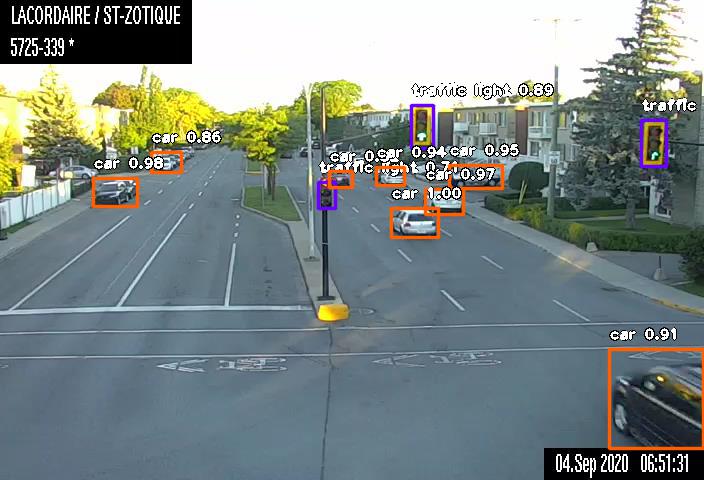 LACORDAIRE / ST-ZOTIQUE
5725-339 *
traffic light 0.89
traffic
car 0.86
car 0.98
car 0.94
car 0.95
car 0.97
car 1.00
car 0.91
04.Sep 2020 06:51:31